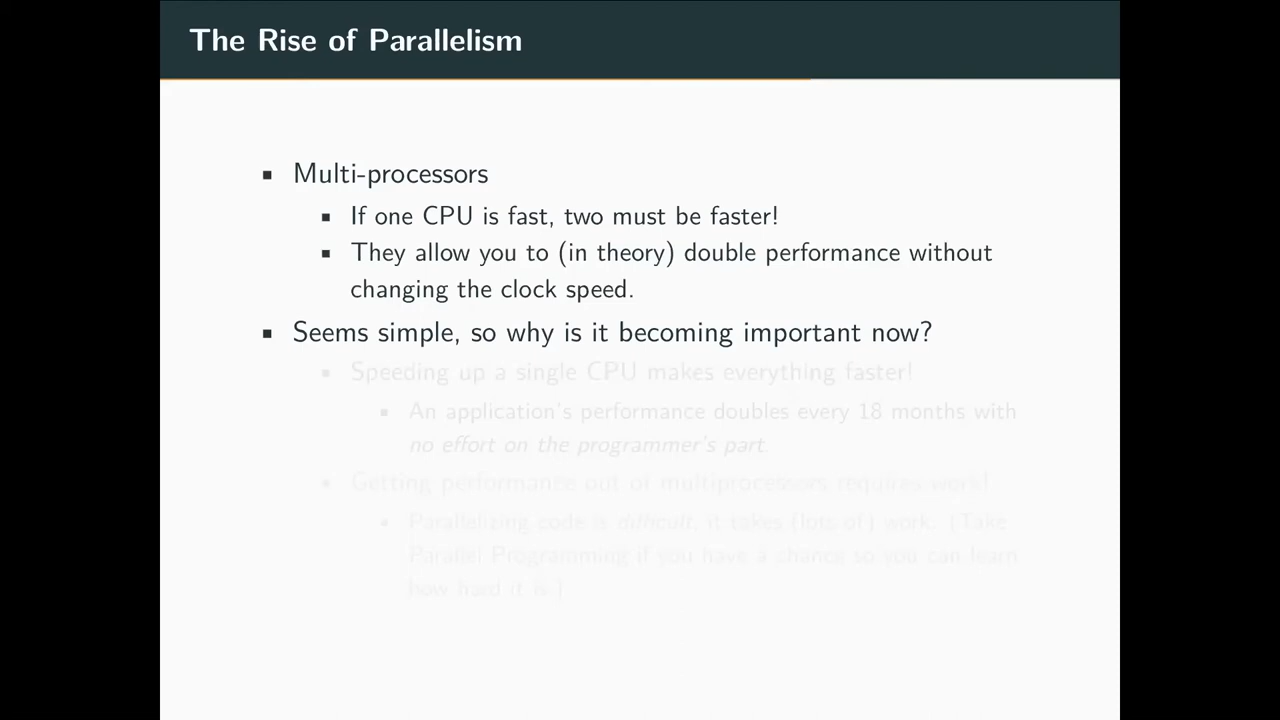 The Rise of Parallelism
Multi-processors
If one CPU is fast, two must be faster!
They allow you to (in theory) double performance without
changing the clock speed.
Seems simple, so why is it becoming important now?
Speeding up a single CPU makes everything faster!
An application's performance doubles every 18 months with
no effort on the programmer's part.
Getting performance out of multiprocessors requires work!
Parallelizing code is difficult, it takes (lots of) work. (Take
Parallel Programming if you have a chance so you can learn
how hard it is.)